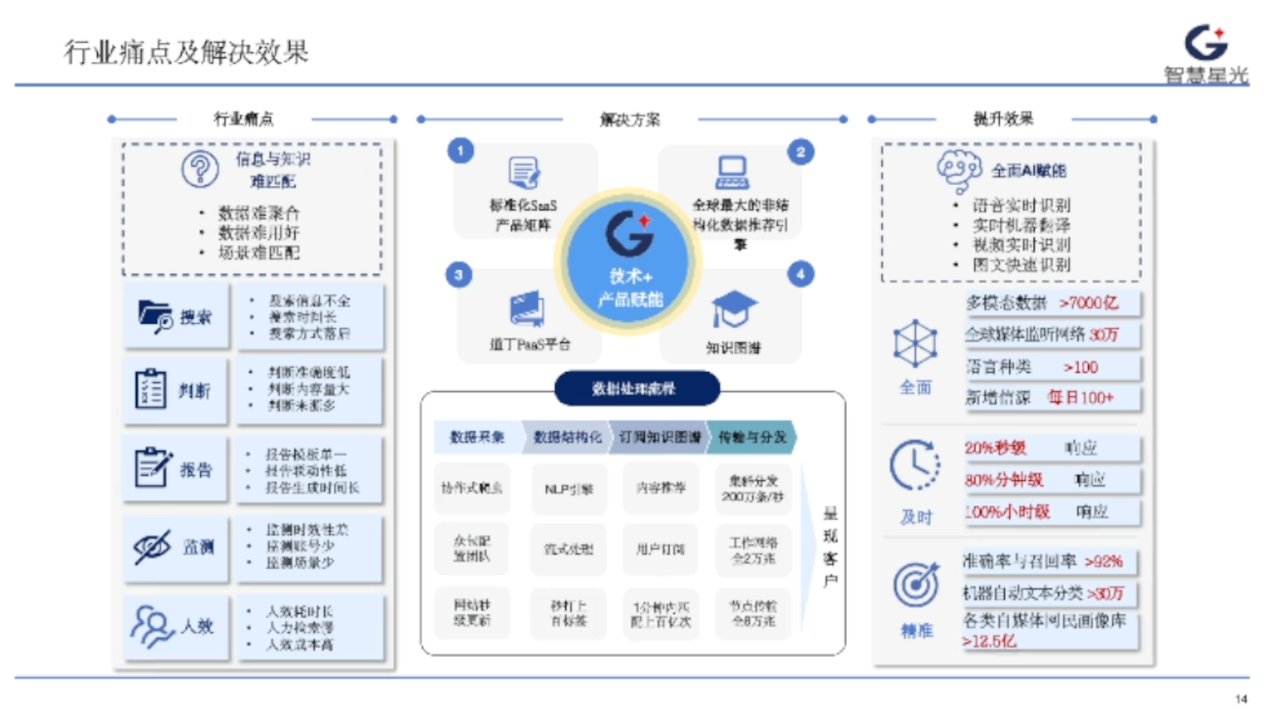 行业痛点及解决效果
智慧星光
行业痛点
信息与知识
难匹配
• 数据难聚合
• 数据难用好
• 场景难匹配
搜索
• 搜索信息不全
• 搜索时间长
• 搜索方式落后
判断
• 判断准确度低
• 判断内容量大
• 判断来源多
报告
• 报告模板单一
• 报告联动性低
• 报告生成时间长
监测
• 监测时效性差
• 监测账号少
• 监测场景少
人效
• 人效耗时长
• 人力检索慢
• 人效成本高
解决方案
1
标准化SaaS
产品矩阵
2
全球最大的非结
构化数据推荐引
擎
技术+
产品赋能
3
道丁PaaS平台
4
知识图谱
数据处理流程
数据采集
数据结构化
订阅知识图谱
传输与分发
协作式爬虫
NLP引擎
内容推荐
集群分发
200万条/秒
众包配
置团队
流式处理
用户订阅
工作网络
全2万兆
网站秒
级更新
秒打上
百标签
1分钟内匹
配上百亿次
节点传输
全8万兆
呈
现
客
户
提升效果
全面AI赋能
• 语音实时识别
• 实时机器翻译
• 视频实时识别
• 图文快速识别
全面
多模态数据 >7000亿
全球媒体监听网络 30万
语言种类 >100
新增信源 每日100+
及时
20%秒级 响应
80%分钟级 响应
100%小时级 响应
精准
准确率与召回率 >92%
机器自动文本分类 >30万
各类自媒体网民画像库
>12.5亿
14